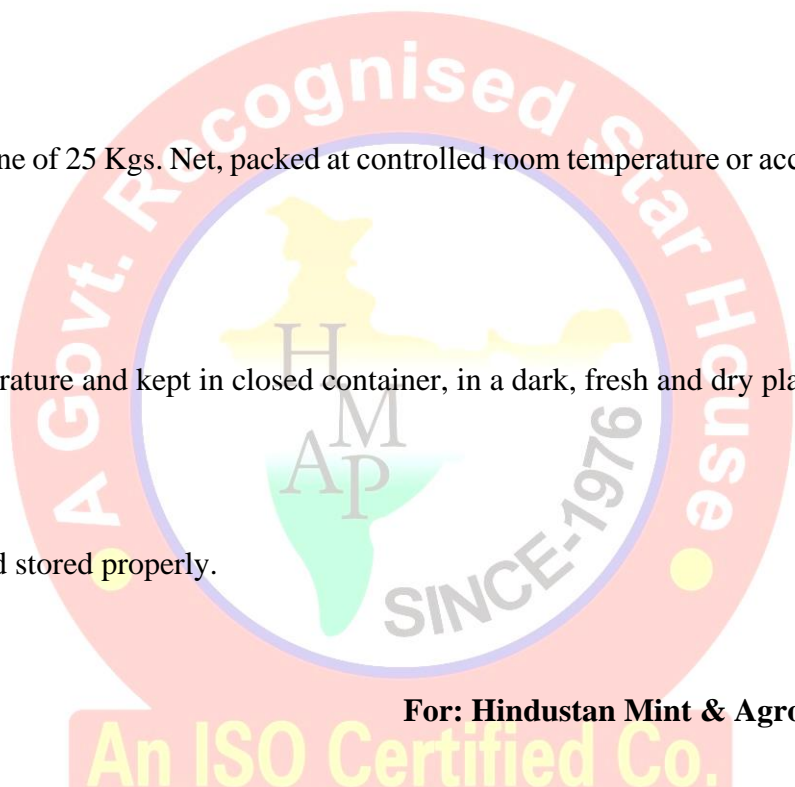 A Govt. Recognised Star House
ne of 25 Kgs. Net, packed at controlled room temperature or acc
H
rature and kept in closed container, in a dark, fresh and dry pla
M
AP
SINCE-1976
d stored properly.
For: Hindustan Mint & Agro
An ISO Certified Co.